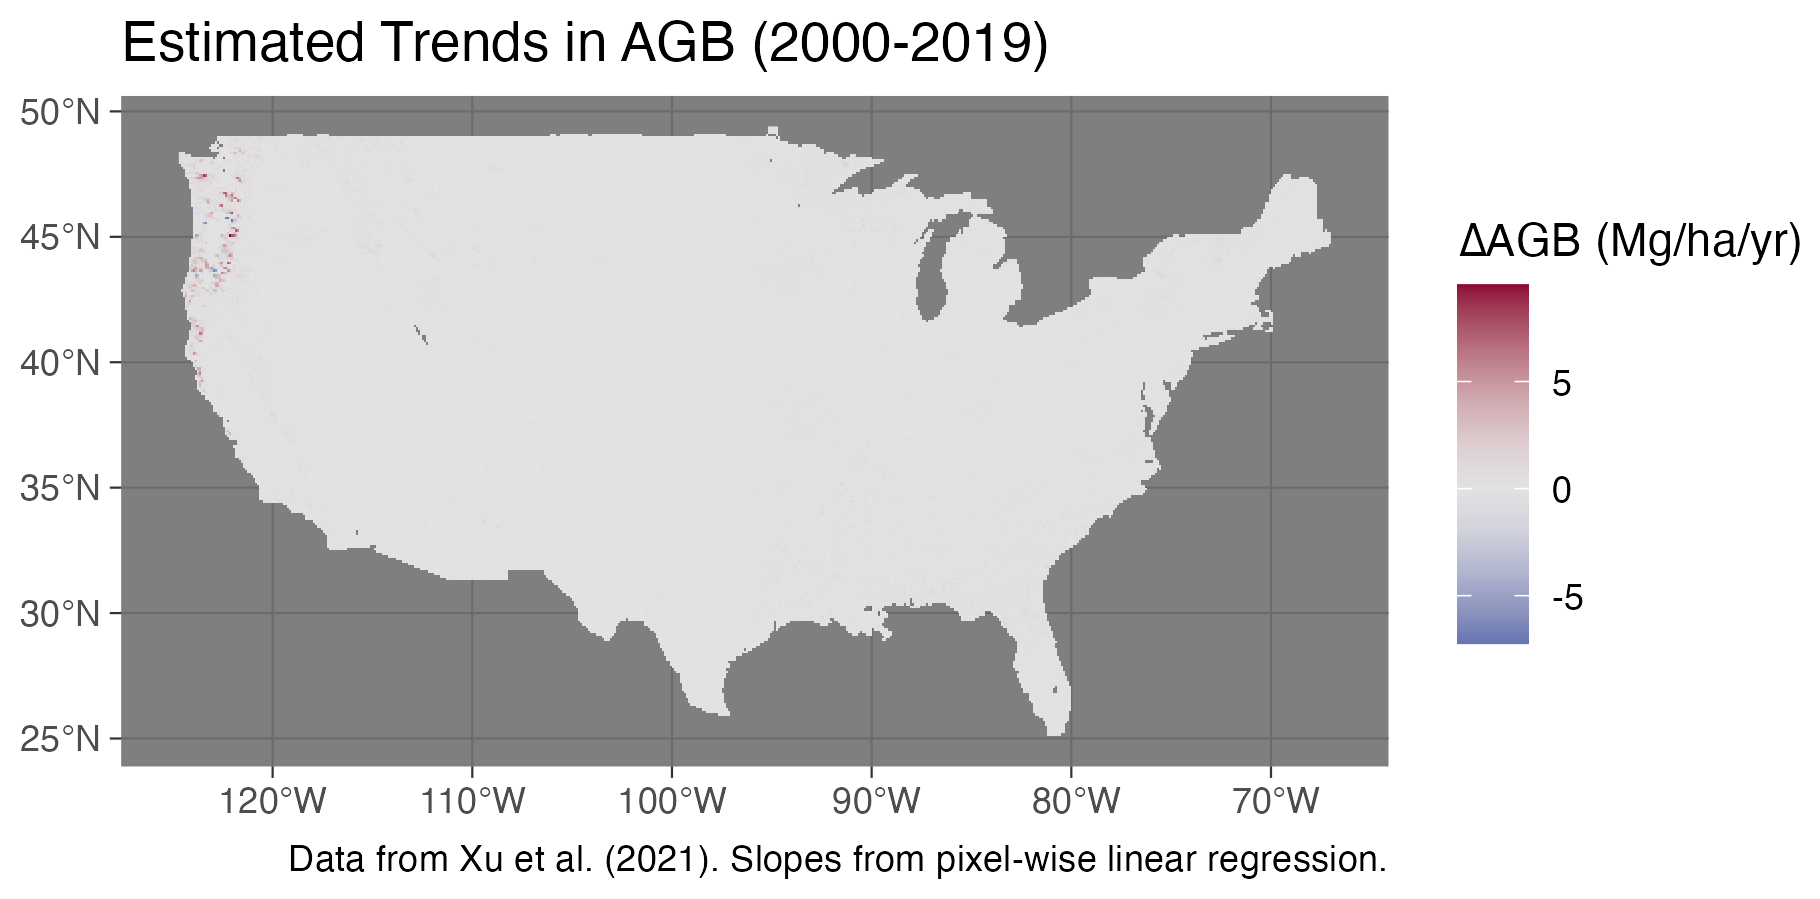 Estimated Trends in AGB (2000-2019)
50°N
45°N
40°N
35°N
30°N
25°N
120°W 110°W 100°W 90°W 80°W 70°W
ΔAGB (Mg/ha/yr)
5
0
-5
Data from Xu et al. (2021). Slopes from pixel-wise linear regression.